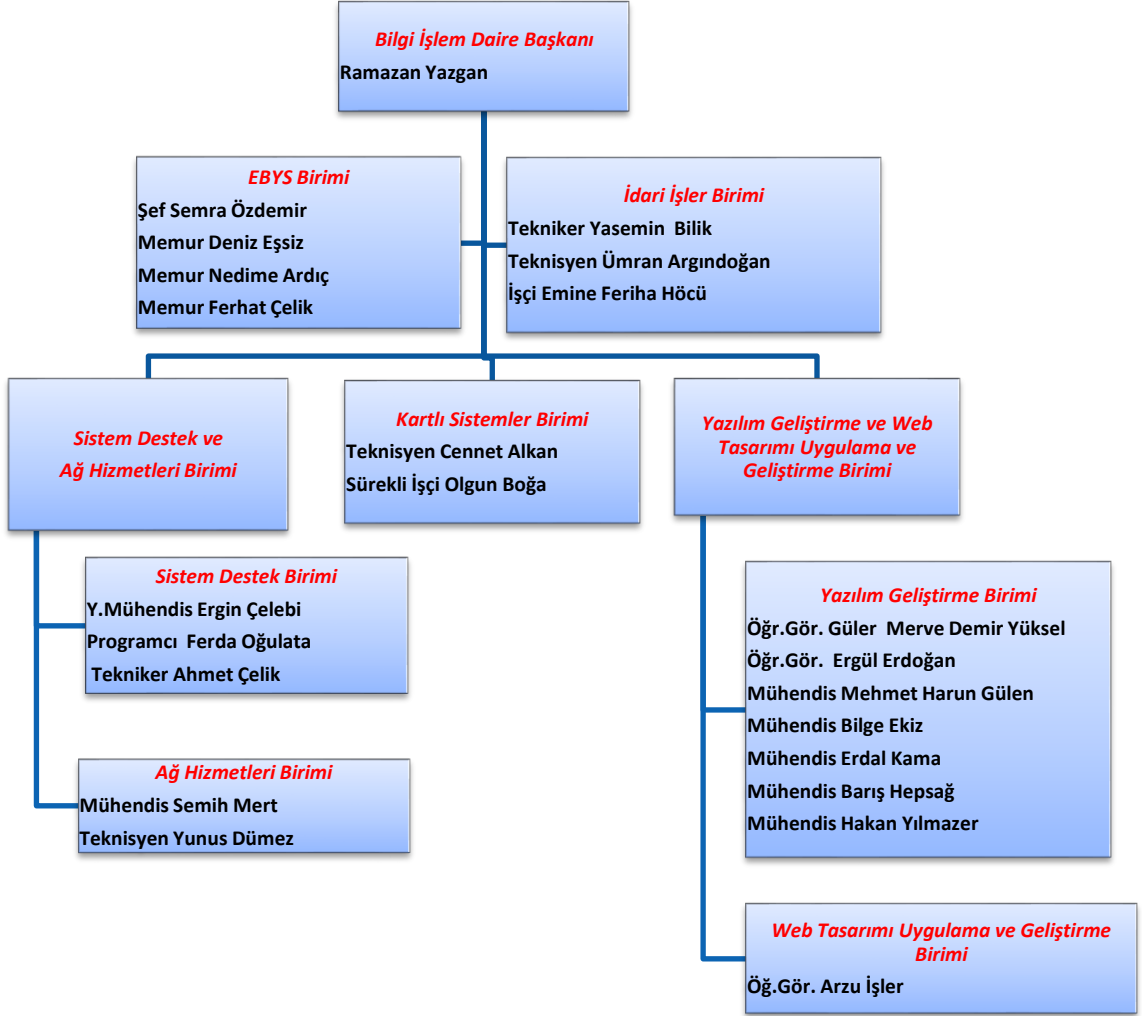 Bilgi İşlem Daire Başkanı
Ramazan Yazgan
EBYS Birimi
Şef Semra Özdemir
Memur Deniz Eşsiz
Memur Nedime Ardıç
Memur Ferhat Çelik
İdari İşler Birimi
Tekniker Yasemin  Bilik
Teknisyen Ümran Argındoğan
İşçi Emine Feriha Höcü
Sistem Destek ve
Ağ Hizmetleri Birimi
Kartlı Sistemler Birimi
Teknisyen Cennet Alkan
Sürekli İşçi Olgun Boğa
Yazılım Geliştirme ve Web
Tasarımı Uygulama ve
Geliştirme Birimi
Sistem Destek Birimi
Y.Mühendis Ergin Çelebi
Programcı  Ferda Oğulata
Tekniker Ahmet Çelik
Ağ Hizmetleri Birimi
Mühendis Semih Mert
Teknisyen Yunus Dümez
Yazılım Geliştirme Birimi
Öğr.Gör. Güler  Merve Demir Yüksel
Öğr.Gör.  Ergül Erdoğan
Mühendis Mehmet Harun Gülen
Mühendis Bilge Ekiz
Mühendis Erdal Kama
Mühendis Barış Hepsağ
Mühendis Hakan Yılmazer
Web Tasarımı Uygulama ve Geliştirme
Birimi
Öğ.Gör. Arzu İşler